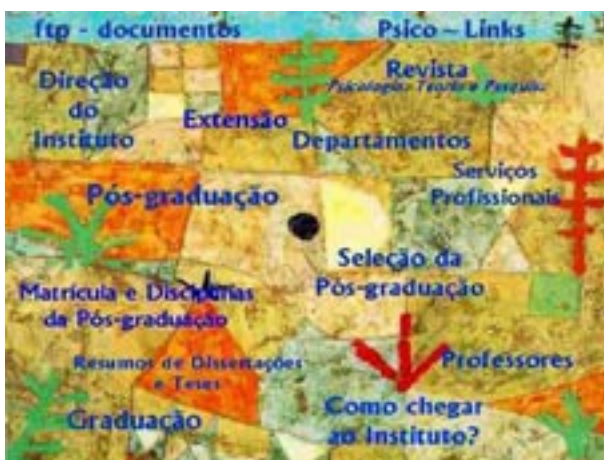 ftp - documentos
Psico - Links
Direção
do
Instituto
Extensão
Revista
Psicologia: Teoria e Pesquisa
Departamentos
Serviços
Profissionais
Pós-graduação
Seleção da
Pós-graduação
Matrícula e Disciplinas
da Pós-graduação
Resumos de Dissertações
e Teses
Professores
Graduação
Como chegar
ao Instituto?